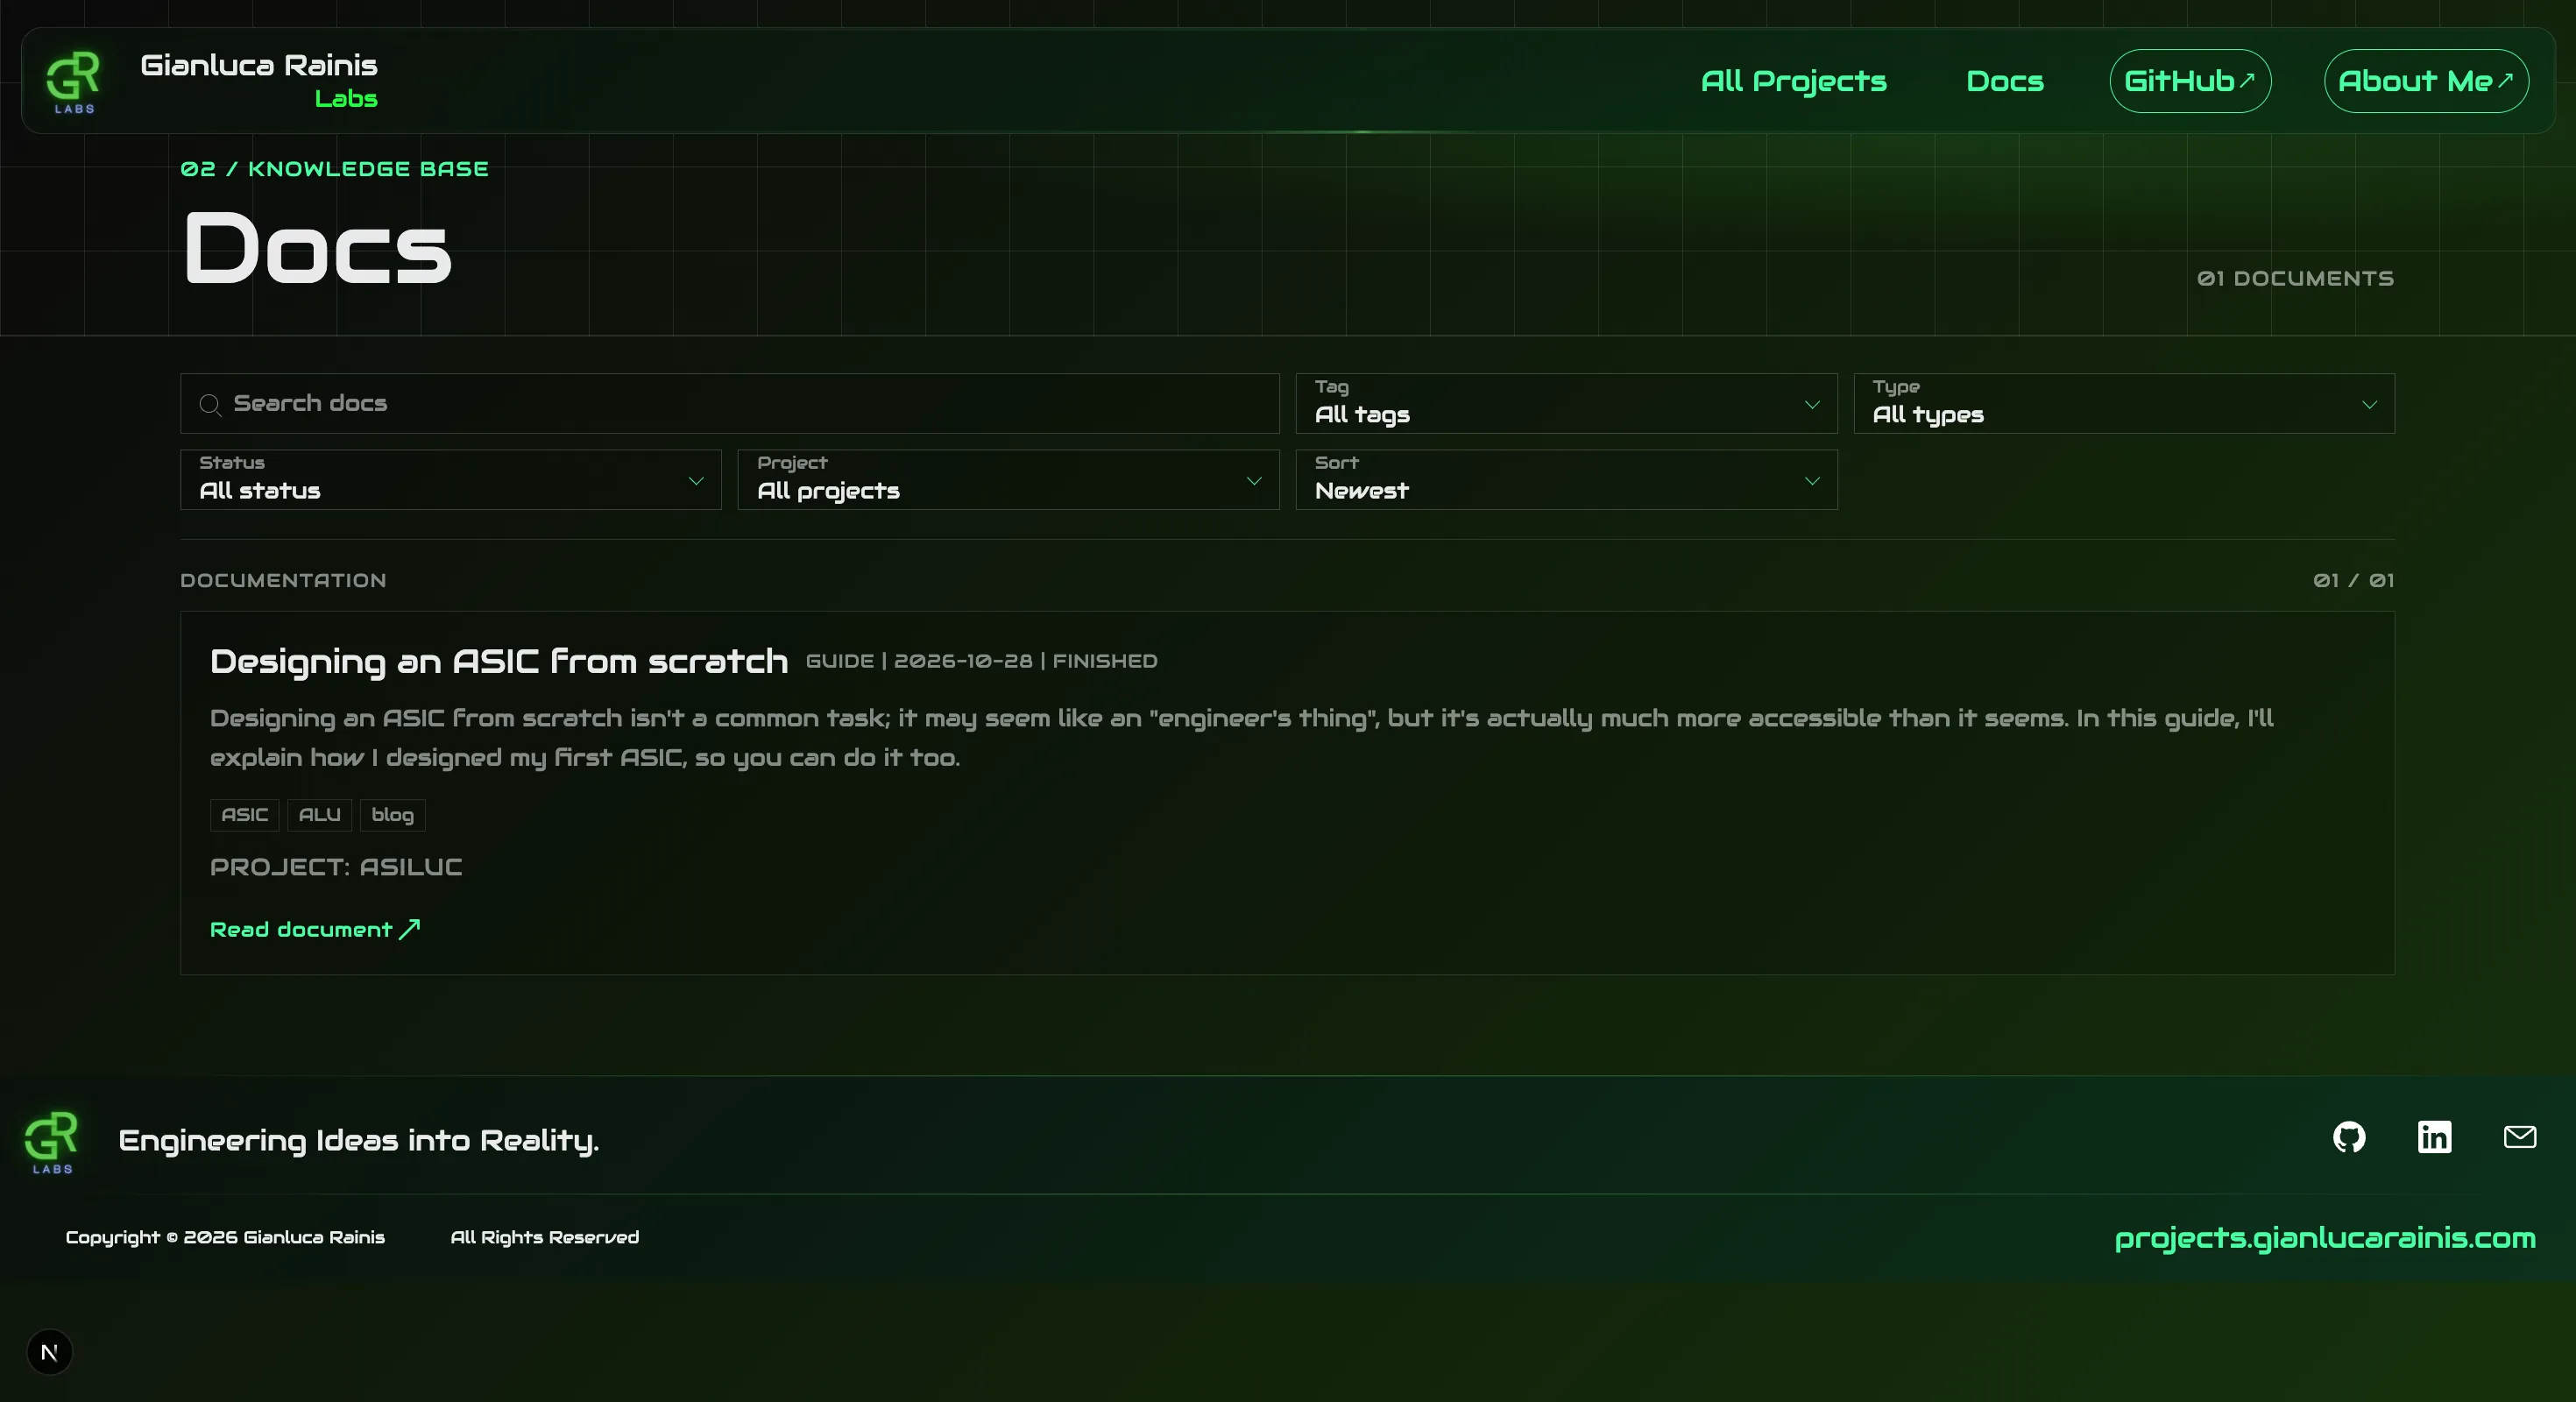 GR
LABS
Gianluca Rainis
Labs
All Projects
Docs
GitHub
About Me
02 / KNOWLEDGE BASE
Docs
01 DOCUMENTS
Search docs
Tag
All tags
Type
All types
Status
All status
Project
All projects
Sort
Newest
DOCUMENTATION
01 / 01
Designing an ASIC from scratch GUIDE | 2026-10-28 | FINISHED
Designing an ASIC from scratch isn't a common task; it may seem like an "engineer's thing", but it's actually much more accessible than it seems. In this guide, I'll
explain how I designed my first ASIC, so you can do it too.
ASIC ALU blog
PROJECT: ASILUC
Read document
GR
LABS
Engineering Ideas into Reality.
in
Copyright © 2026 Gianluca Rainis
All Rights Reserved
projects.gianlucarainis.com
N